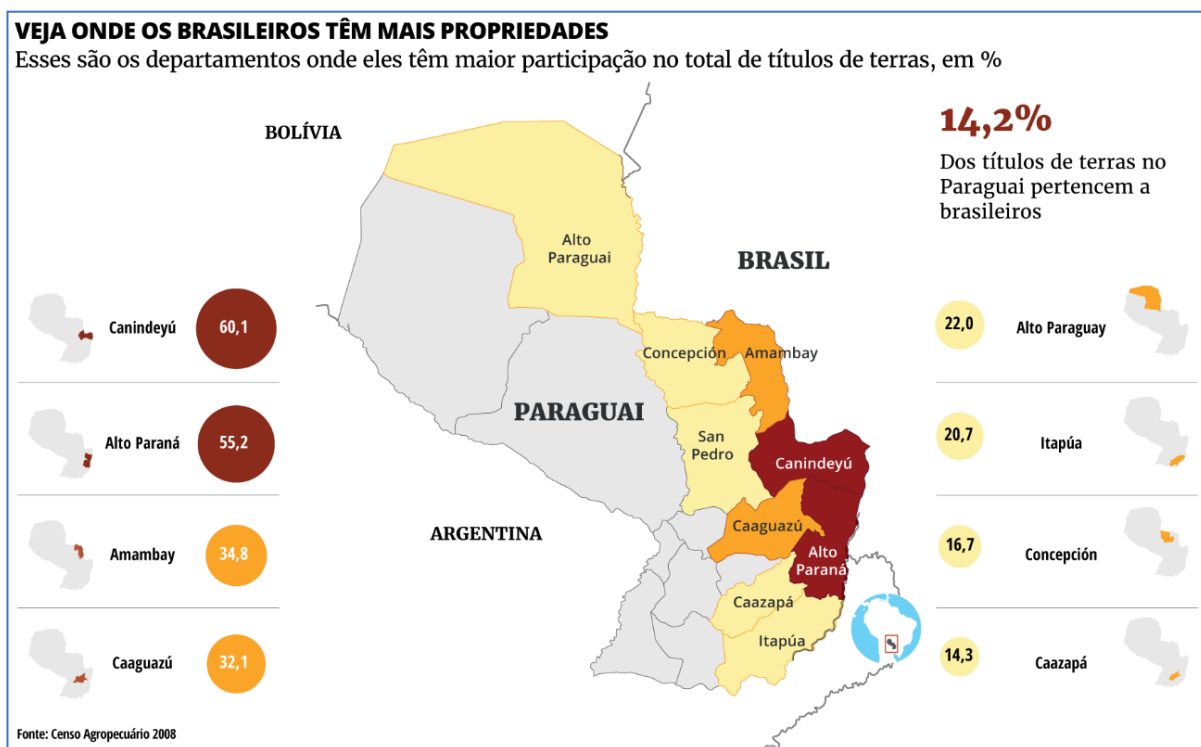 VEJA ONDE OS BRASILEIROS TÊM MAIS PROPRIEDADES
Esses são os departamentos onde eles têm maior participação no total de títulos de terras, em %
14,2%
Dos títulos de terras no
Paraguai pertencem a
brasileiros
BOLÍVIA
BRASIL
PARAGUAI
ARGENTINA
Alto
Paraguai
Concepción
Amambay
San
Pedro
Canindeyú
Caaguazú
Alto
Paraná
Caazapá
Itapúa
Canindeyú
60,1
Alto Paraná
55,2
Amambay
34,8
Caaguazú
32,1
22,0
Alto Paraguay
20,7
Itapúa
16,7
Concepción
14,3
Caazapá
Fonte: Censo Agropecuário 2008